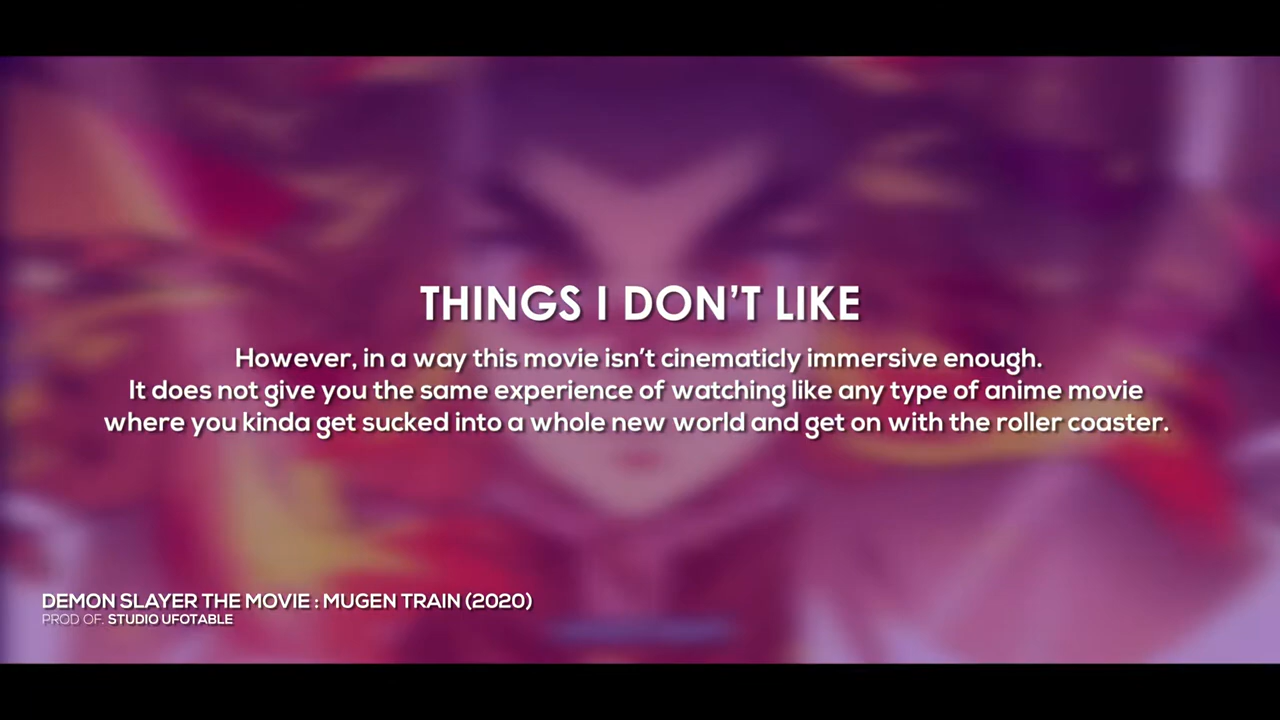 THINGS I DON'T LIKE
However, in a way this movie isn't cinematicly immersive enough.
It does not give you the same experience of watching like any type of anime movie
where you kinda get sucked into a whole new world and get on with the roller coaster.
DEMON SLAYER THE MOVIE : MUGEN TRAIN (2020)
PROD OF. STUDIO UFOTABLE